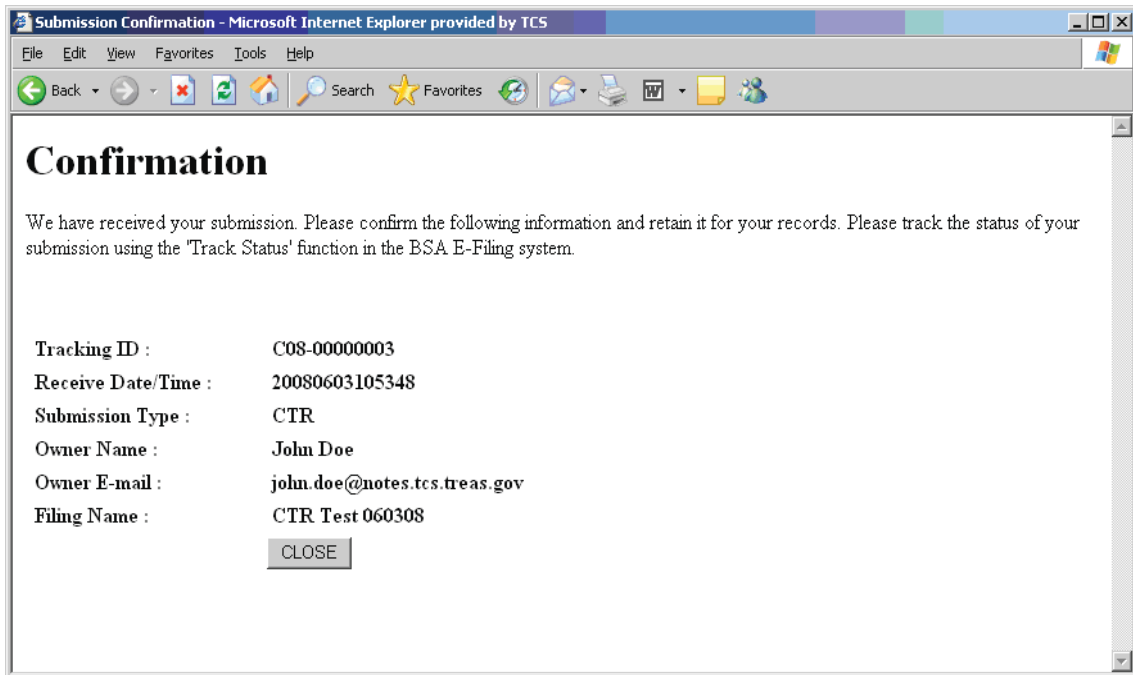 Submission Confirmation - Microsoft Internet Explorer provided by TCS
File Edit View Favorites Tools Help
Back Search Favorites
Confirmation
We have received your submission. Please confirm the following information and retain it for your records. Please track the status of your
submission using the 'Track Status' function in the BSA E-Filing system.
Tracking ID : C08-00000003
Receive Date/Time : 20080603105348
Submission Type : CTR
Owner Name : John Doe
Owner E-mail : john.doe@notes.tcs.treas.gov
Filing Name : CTR Test 060308
CLOSE